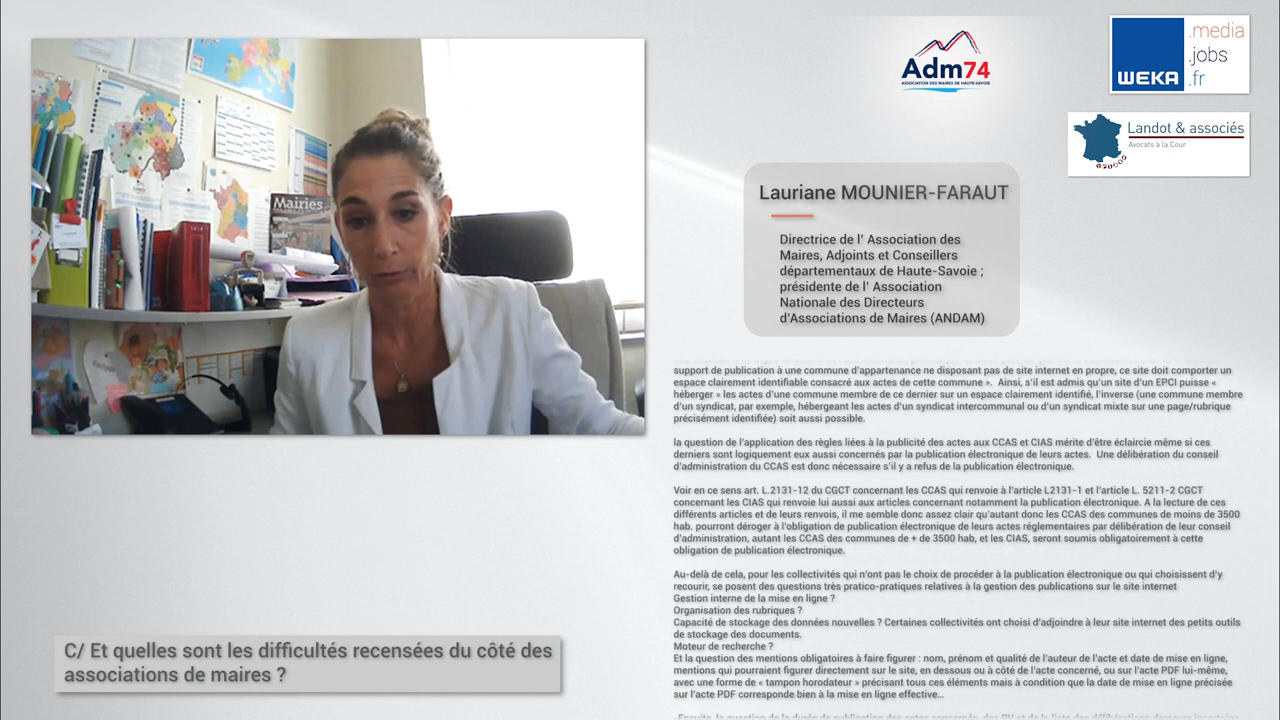 Mairies
Adm74
ASSOCIATION DES MAIRES DE HAUTE-SAVOIE
WEKA
.media
.jobs
.fr
Landot & associés
Avocats à la Cour
Lauriane MOUNIER-FARAUT
Directrice de l' Association des
Maires, Adjoints et Conseillers
départementaux de Haute-Savoie ;
présidente de l' Association
Nationale des Directeurs
d'Associations de Maires (ANDAM)
support de publication à une commune d'appartenance ne disposant pas de site internet en propre, ce site doit comporter un
espace clairement identifiable consacré aux actes de cette commune ». Ainsi, s'il est admis qu'un site d'un EPCI puisse «
héberger » les actes d'une commune membre de ce dernier sur un espace clairement identifié, l'inverse (une commune membre
d'un syndicat, par exemple, hébergeant les actes d'un syndicat intercommunal ou d'un syndicat mixte sur une page/rubrique
précisément identifiée) soit aussi possible.
la question de l'application des règles liées à la publicité des actes aux CCAS et CIAS mérite d'être éclaircie même si ces
derniers sont logiquement eux aussi concernés par la publication électronique de leurs actes. Une délibération du conseil
d'administration du CCAS est donc nécessaire s'il y a refus de la publication électronique.
Voir en ce sens art. L.2131-12 du CGCT concernant les CCAS qui renvoie à l'article L2131-1 et l'article L. 5211-2 CGCT
concernant les CIAS qui renvoie lui aussi aux articles concernant notamment la publication électronique. A la lecture de ces
différents articles et de leurs renvois, il me semble donc assez clair qu'autant donc les CCAS des communes de moins de 3500
hab. pourront déroger à l'obligation de publication électronique de leurs actes réglementaires par délibération de leur conseil
d'administration, autant les CCAS des communes de + de 3500 hab, et les CIAS, seront soumis obligatoirement à cette
obligation de publication électronique.
Au-delà de cela, pour les collectivités qui n'ont pas le choix de procéder à la publication électronique ou qui choisissent d'y
recourir, se posent des questions très pratico-pratiques relatives à la gestion des publications sur le site internet
Gestion interne de la mise en ligne ?
Organisation des rubriques ?
Capacité de stockage des données nouvelles ? Certaines collectivités ont choisi d'adjoindre à leur site internet des petits outils
de stockage des documents.
Moteur de recherche ?
Et la question des mentions obligatoires à faire figurer : nom, prénom et qualité de l'auteur de l'acte et date de mise en ligne,
mentions qui pourraient figurer directement sur le site, en dessous ou à côté de l'acte concerné, ou sur l'acte PDF lui-même,
avec une forme de « tampon horodateur » précisant tous ces éléments mais à condition que la date de mise en ligne précisée
sur l'acte PDF corresponde bien à la mise en ligne effective...
C/ Et quelles sont les difficultés recensées du côté des
associations de maires ?